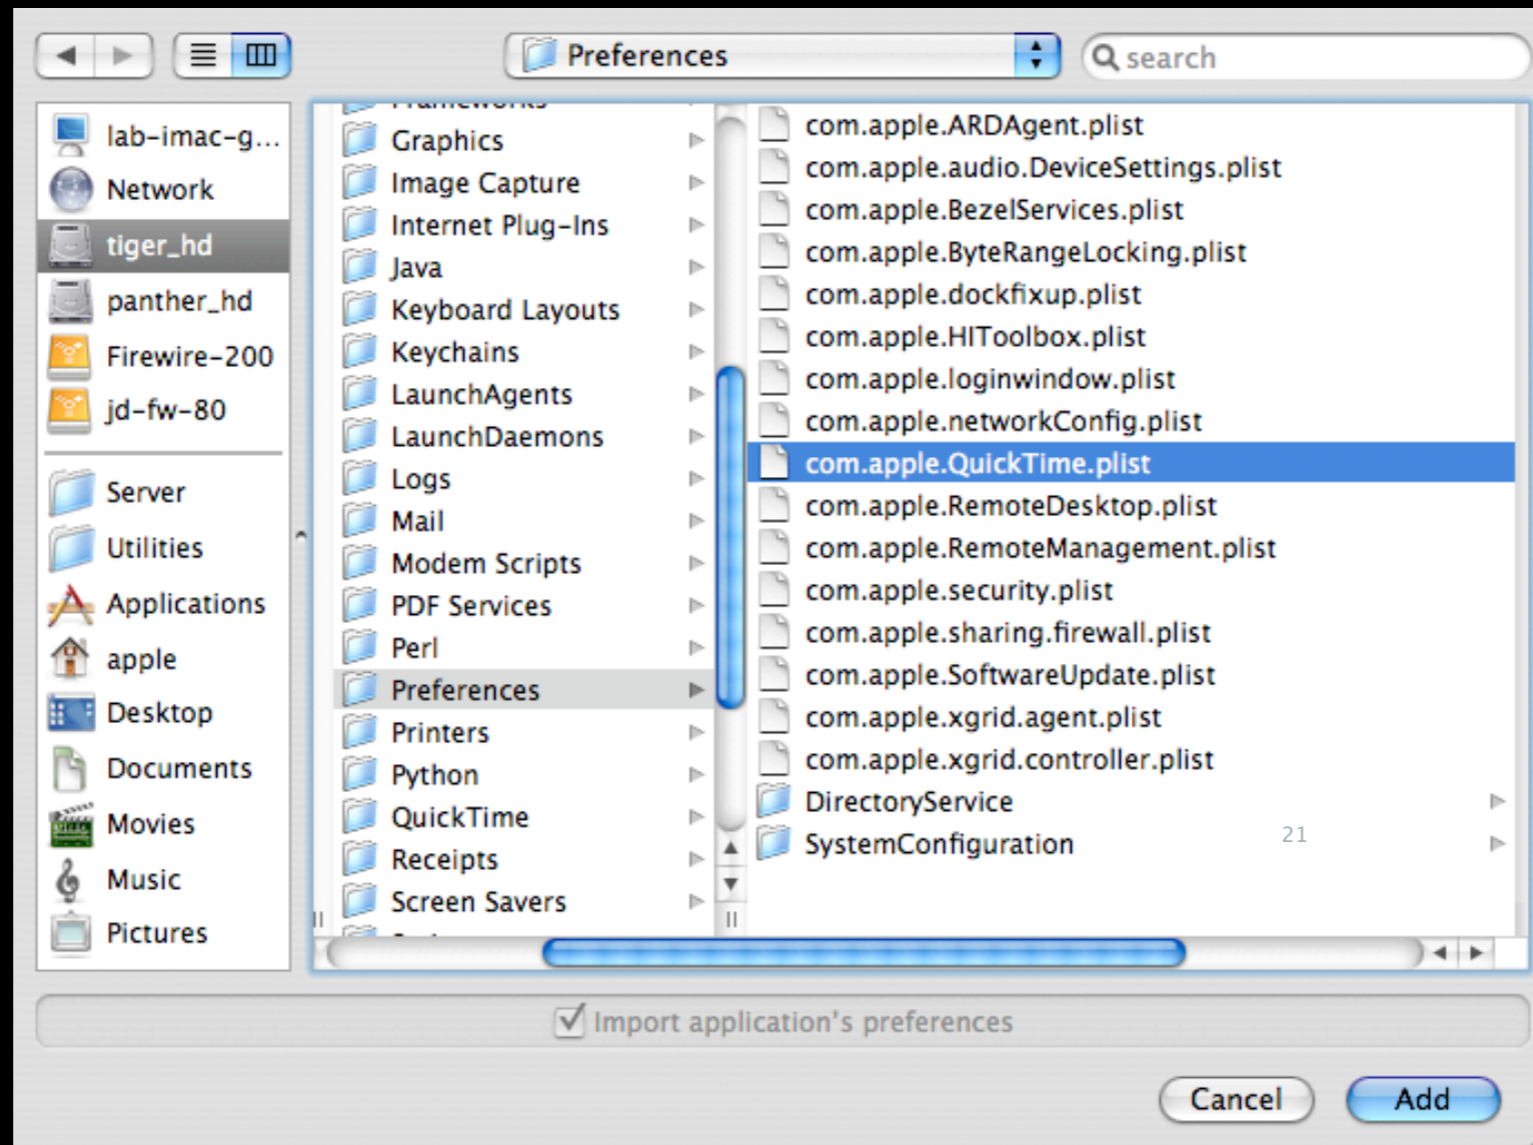 Preferences
search
lab-imac-g...
Network
tiger_hd
panther_hd
Firewire-200
jd-fw-80
Server
Utilities
Applications
apple
Desktop
Documents
Movies
Music
Pictures
Frameworks
Graphics
Image Capture
Internet Plug-Ins
Java
Keyboard Layouts
Keychains
LaunchAgents
LaunchDaemons
Logs
Mail
Modem Scripts
PDF Services
Perl
Preferences
Printers
Python
QuickTime
Receipts
Screen Savers
com.apple.ARDAgent.plist
com.apple.audio.DeviceSettings.plist
com.apple.BezelServices.plist
com.apple.ByteRangeLocking.plist
com.apple.dockfixup.plist
com.apple.HIToolbox.plist
com.apple.loginwindow.plist
com.apple.networkConfig.plist
com.apple.QuickTime.plist
com.apple.RemoteDesktop.plist
com.apple.RemoteManagement.plist
com.apple.security.plist
com.apple.sharing.firewall.plist
com.apple.SoftwareUpdate.plist
com.apple.xgrid.agent.plist
com.apple.xgrid.controller.plist
DirectoryService
SystemConfiguration
21
Import application's preferences
Cancel
Add